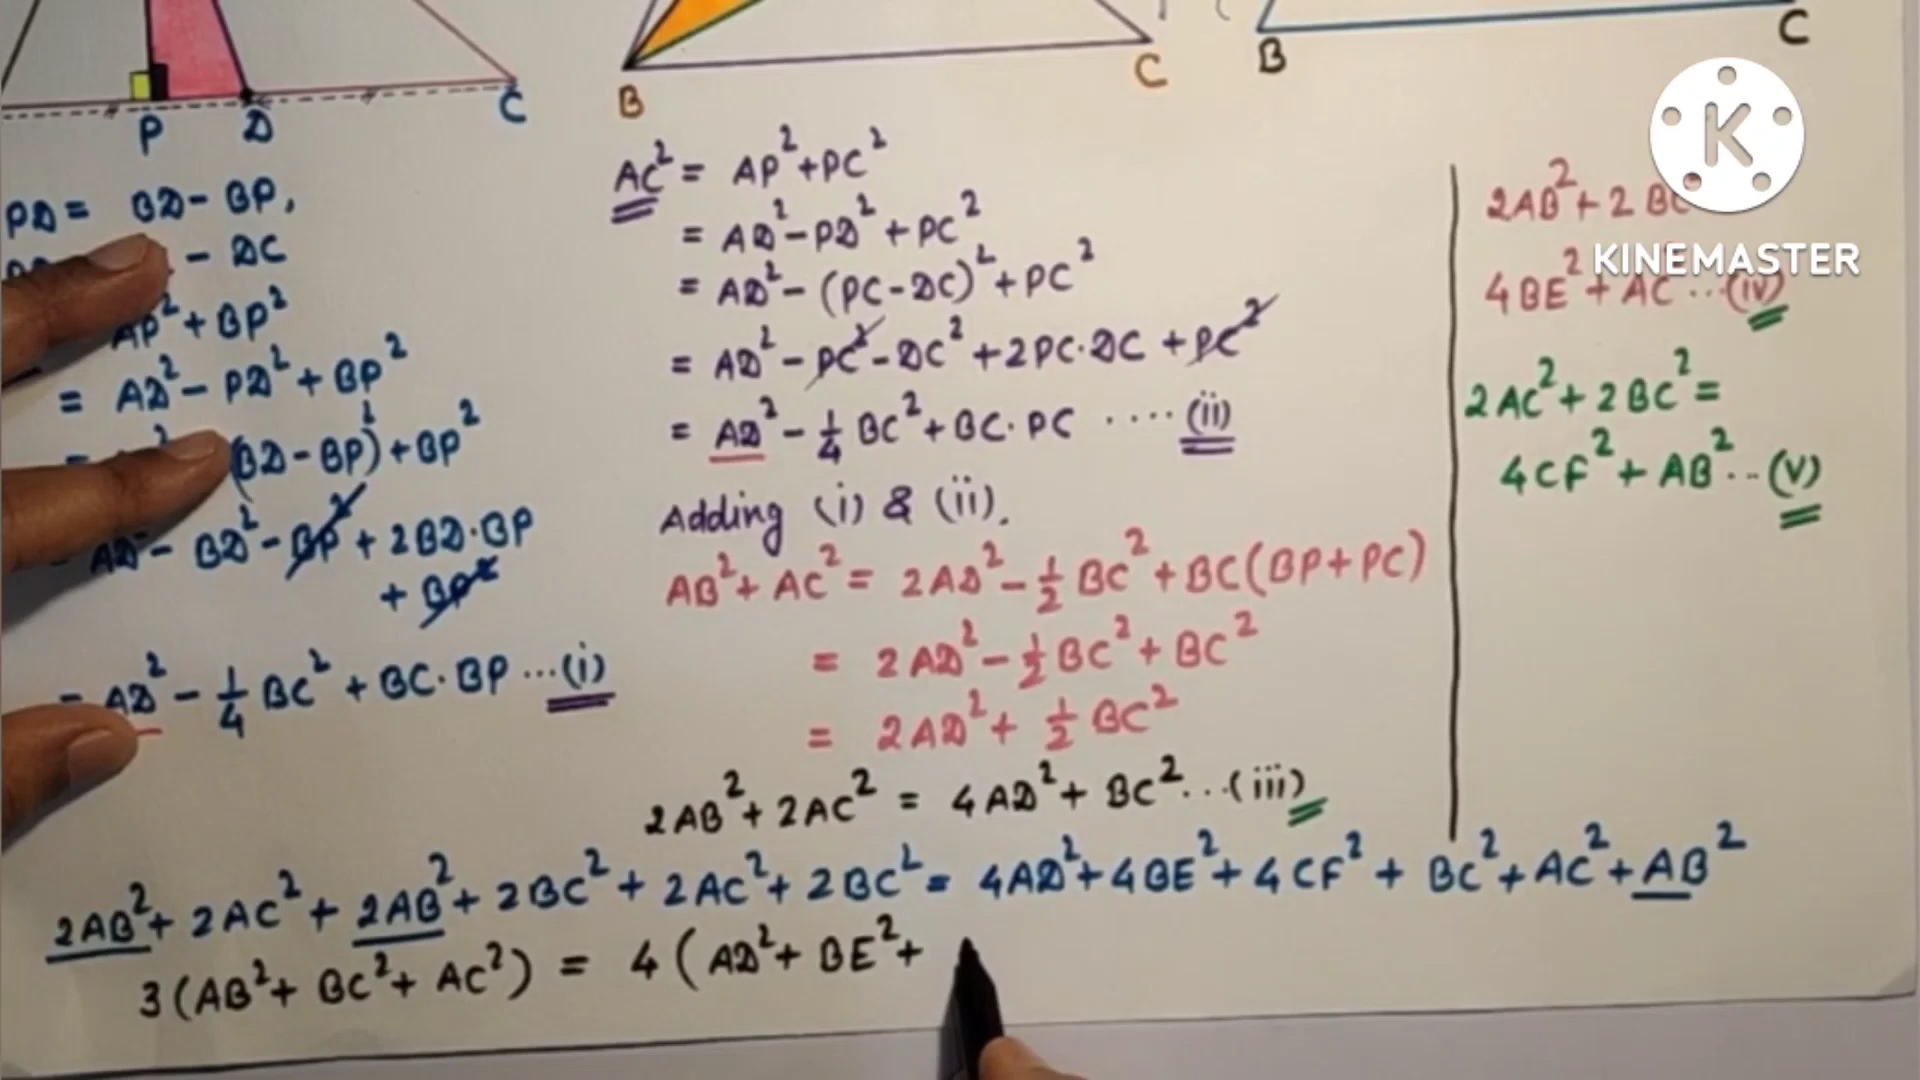 P D C
B C
B C
PD = BD - BP,
- DC
AP² + BP²
= AD² - PD² + BP²
(BD - BP)² + BP²
AD² - BD² - BP² + 2BD·BP
+ BP²
= AD² - 1/4 BC² + BC·BP ...(i)
AC² = AP² + PC²
= AD² - PD² + PC²
= AD² - (PC - DC)² + PC²
= AD² - PC² - DC² + 2PC·DC + PC²
= AD² - 1/4 BC² + BC·PC ....(ii)
Adding (i) & (ii).
AB² + AC² = 2AD² - 1/2 BC² + BC(BP+PC)
= 2AD² - 1/2 BC² + BC²
= 2AD² + 1/2 BC²
2AB² + 2AC² = 4AD² + BC² ...(iii)
K
KINEMASTER
2AB² + 2BC
4BE² + AC ...(iv)
2AC² + 2BC² =
4CF² + AB² ...(v)
2AB² + 2AC² + 2AB² + 2BC² + 2AC² + 2BC² = 4AD² + 4BE² + 4CF² + BC² + AC² + AB²
3(AB² + BC² + AC²) = 4(AD² + BE² +